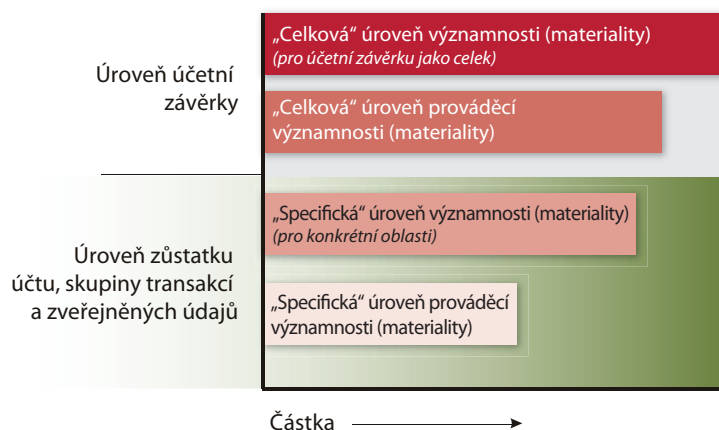 Úroveň účetní
závěrky
„Celková“ úroveň významnosti (materiality)
(pro účetní závěrku jako celek)
„Celková“ úroveň prováděcí
významnosti (materiality)
Úroveň zůstatku
účtu, skupiny transakcí
a zveřejněných údajů
„Specifická“ úroveň významnosti (materiality)
(pro konkrétní oblasti)
„Specifická“ úroveň prováděcí
významnosti (materiality)
Částka